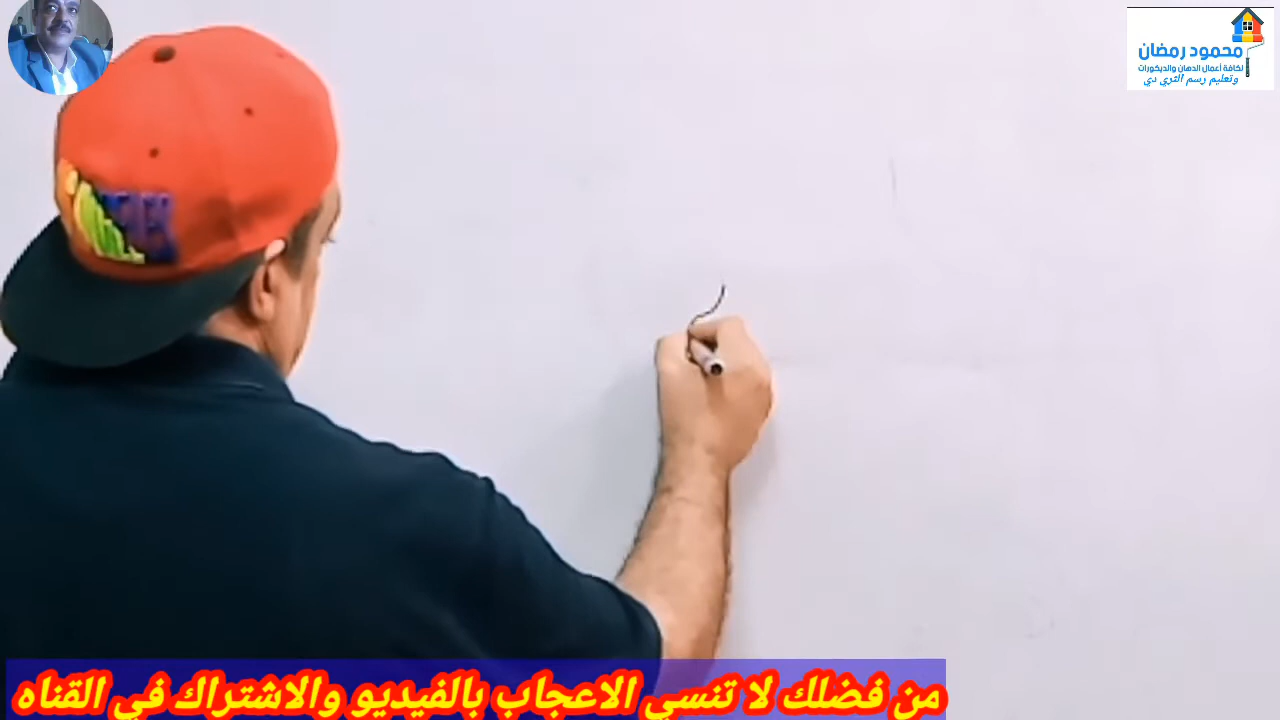 محمود رمضان
لكافة أعمال الدهان والديكورات
وتعليم رسم الثري دي
من فضلك لا تنسي الاعجاب بالفيديو والاشتراك في القناه